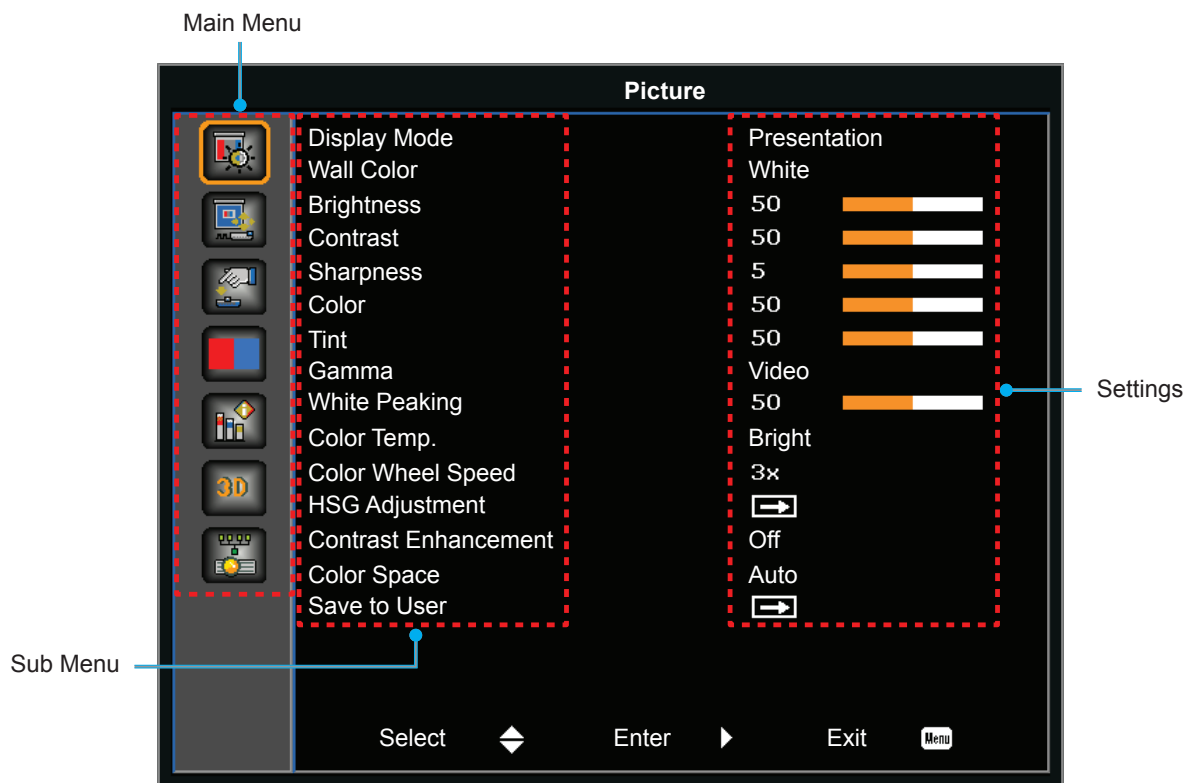 Main Menu
Picture
Display Mode Presentation
Wall Color White
Brightness 50
Contrast 50
Sharpness 5
Color 50
Tint 50
Gamma Video
White Peaking 50
Settings
Color Temp. Bright
Color Wheel Speed 3x
3D
HSG Adjustment
Contrast Enhancement Off
Color Space Auto
Save to User
Sub Menu
Select Enter Exit Menu